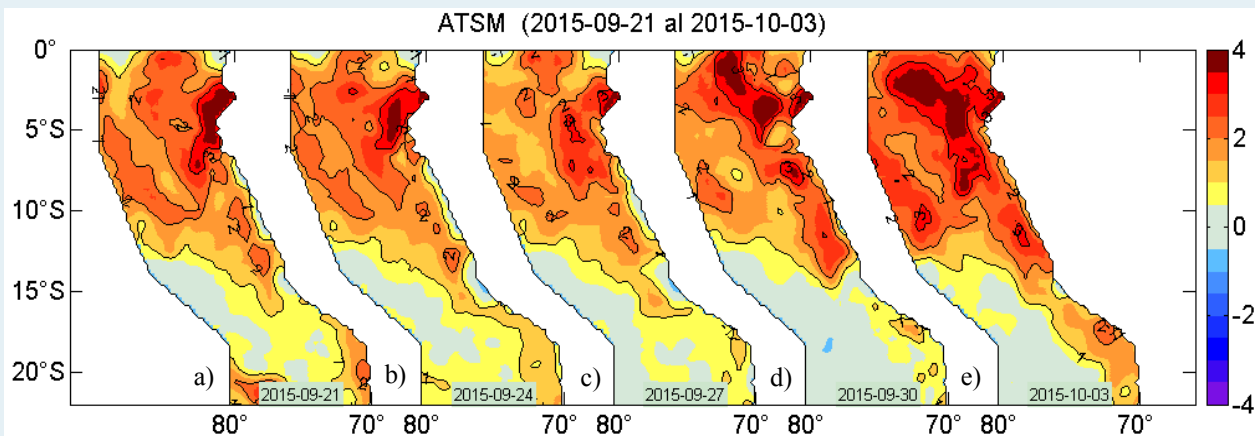 ATSM (2015-09-21 al 2015-10-03)
0°
5°S
10°S
15°S
20°S
a) b) c) d) e)
2015-09-21 2015-09-24 2015-09-27 2015-09-30 2015-10-03
80° 70° 80° 70° 80° 70° 80° 70° 80° 70°
4
2
0
-2
-4